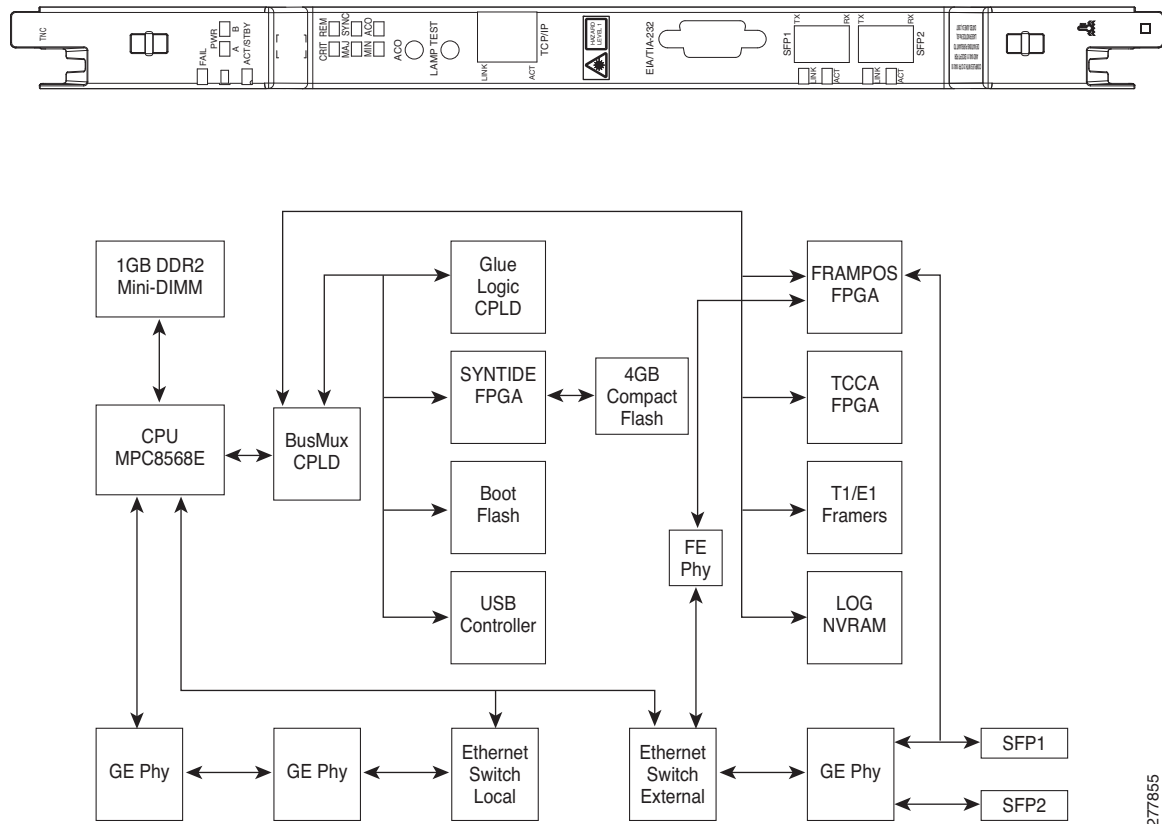 TNC
FAIL
PWR
A B
ACT/STBY
CRIT REM
MAJ SYNC
MIN ACO
ACO
LAMP TEST
LINK
ACT
TCP/IP
HAZARD
LEVEL 1
EIA/TIA-232
SFP1
TX
RX
LINK
ACT
SFP2
TX
RX
LINK
ACT
1GB DDR2
Mini-DIMM
Glue
Logic
CPLD
FRAMPOS
FPGA
SYNTIDE
FPGA
4GB
Compact
Flash
TCCA
FPGA
CPU
MPC8568E
BusMux
CPLD
Boot
Flash
T1/E1
Framers
FE
Phy
USB
Controller
LOG
NVRAM
GE Phy
GE Phy
Ethernet
Switch
Local
Ethernet
Switch
External
GE Phy
SFP1
SFP2
277855